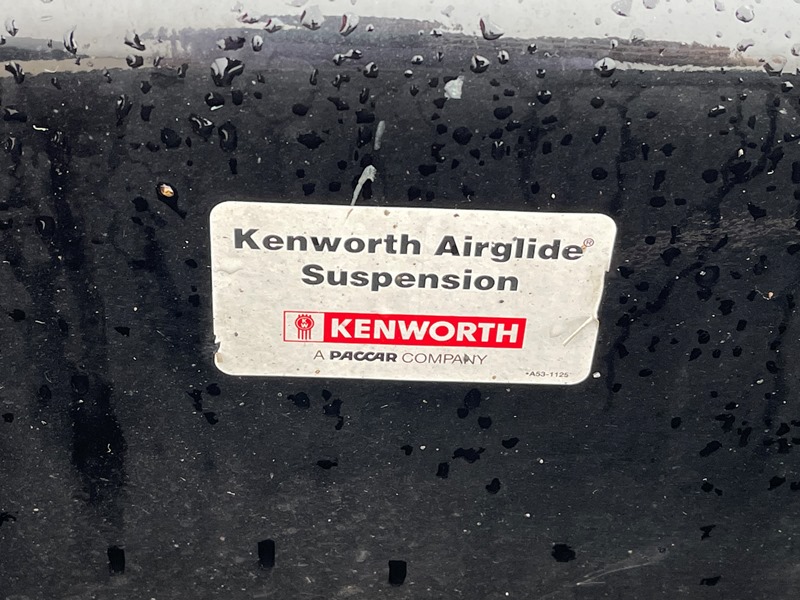 Kenworth Airglide®
Suspension
KENWORTH
A PACCAR COMPANY
•A53-1125